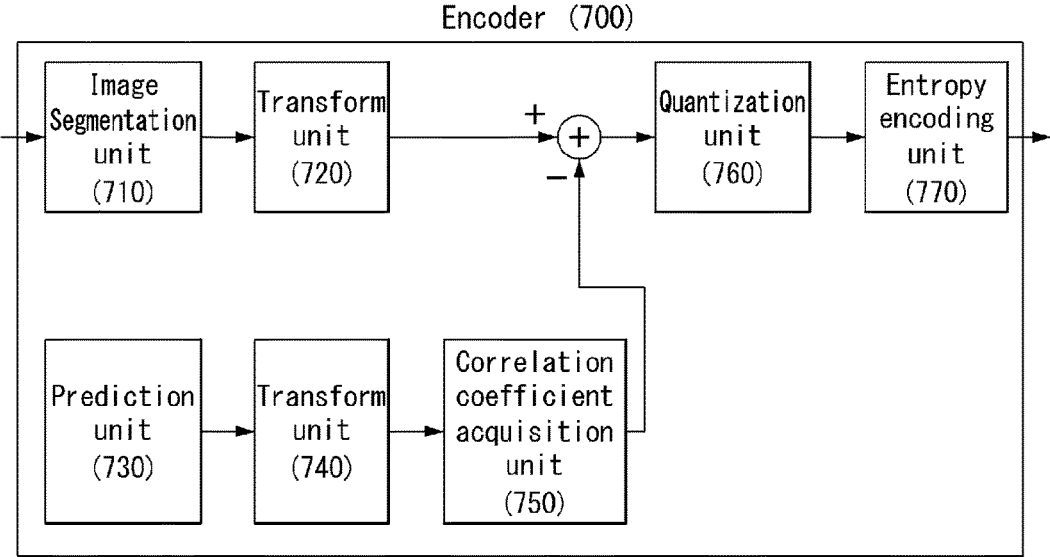 Encoder (700)
Image
Segmentation
unit
(710)
Transform
unit
(720)
+
+
−
Quantization
unit
(760)
Entropy
encoding
unit
(770)
Prediction
unit
(730)
Transform
unit
(740)
Correlation
coefficient
acquisition
unit
(750)